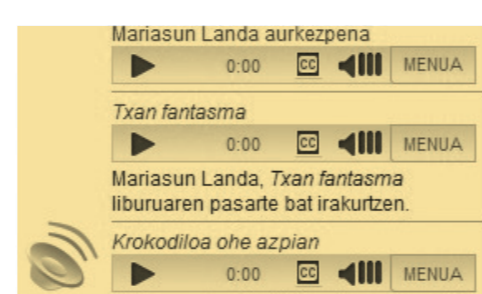 Mariasun Landa aurkezpena
0:00 CC MENUA
Txan fantasma
0:00 CC MENUA
Mariasun Landa, Txan fantasma
liburuaren pasarte bat irakurtzen.
Krokodiloa ohe azpian
0:00 CC MENUA